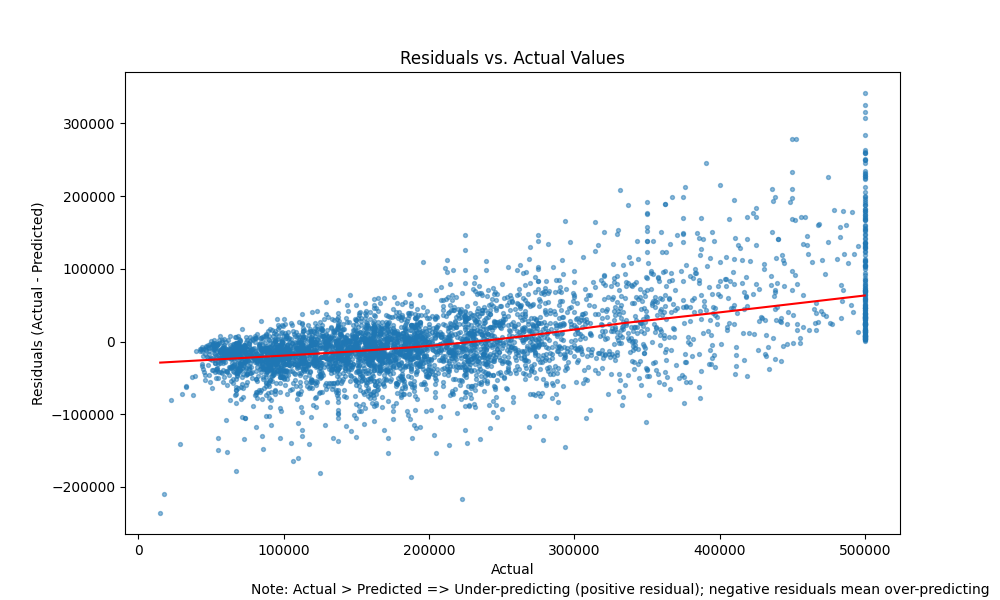 Residuals vs. Actual Values
Residuals (Actual - Predicted)
300000
200000
100000
0
−100000
−200000
0 100000 200000 300000 400000 500000
Actual
Note: Actual > Predicted => Under-predicting (positive residual); negative residuals mean over-predicting